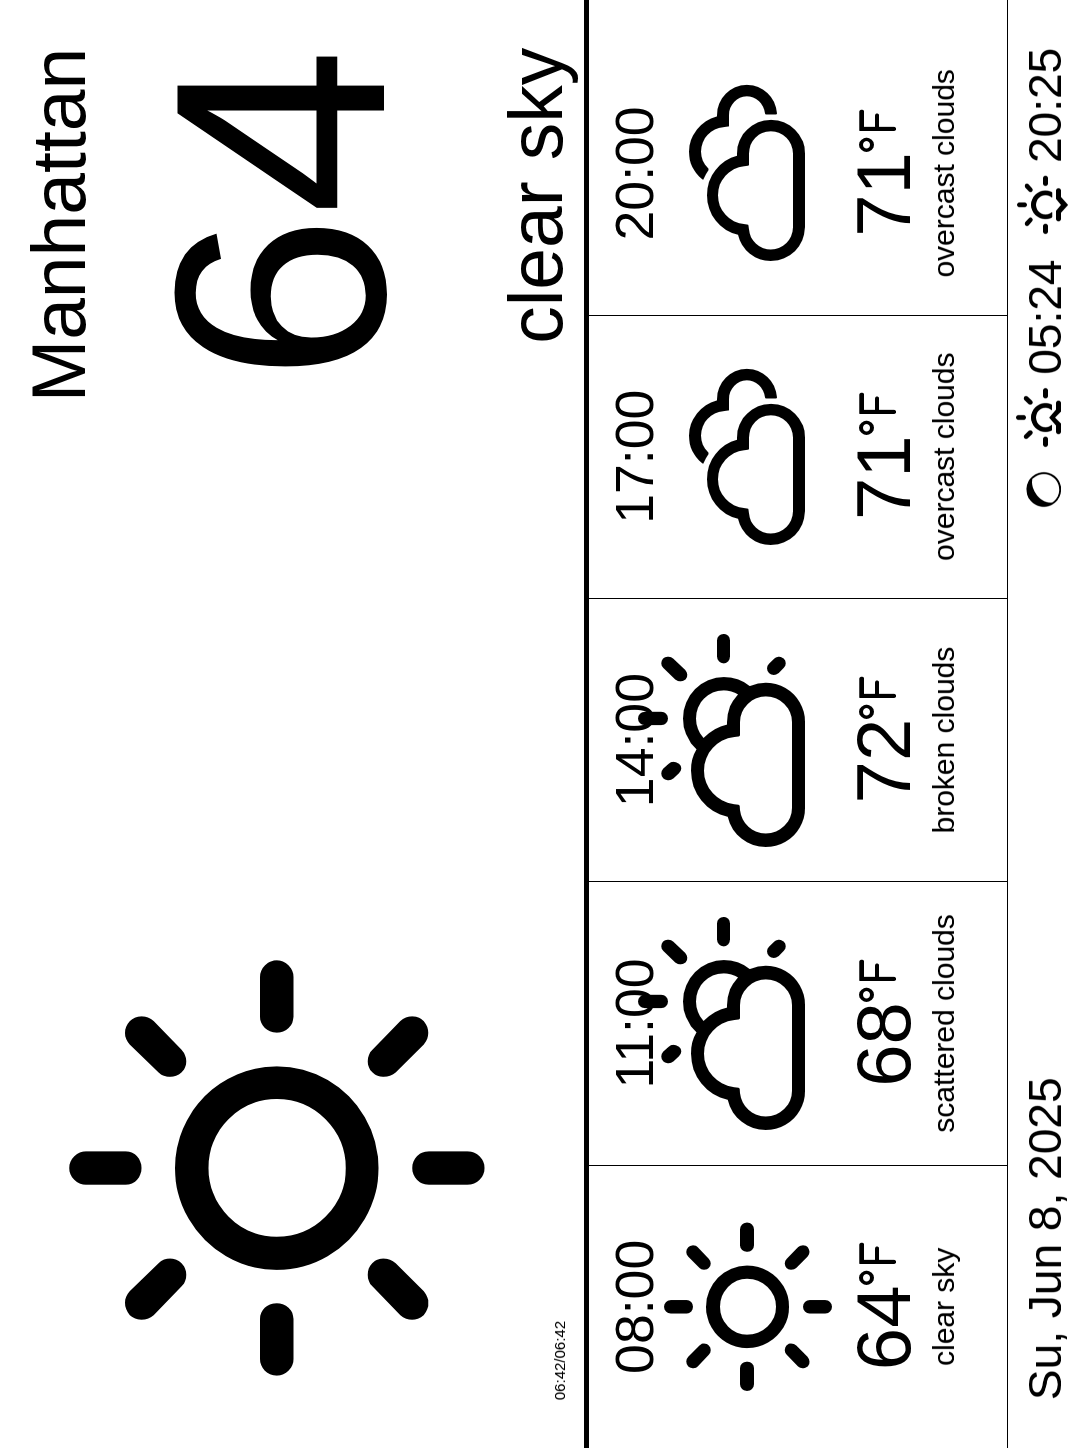 Manhattan
64
clear sky
06:42/06:42
08:00
64°F
clear sky
11:00
68°F
scattered clouds
14:00
72°F
broken clouds
17:00
71°F
overcast clouds
20:00
71°F
overcast clouds
Su, Jun 8, 2025
05:24 20:25